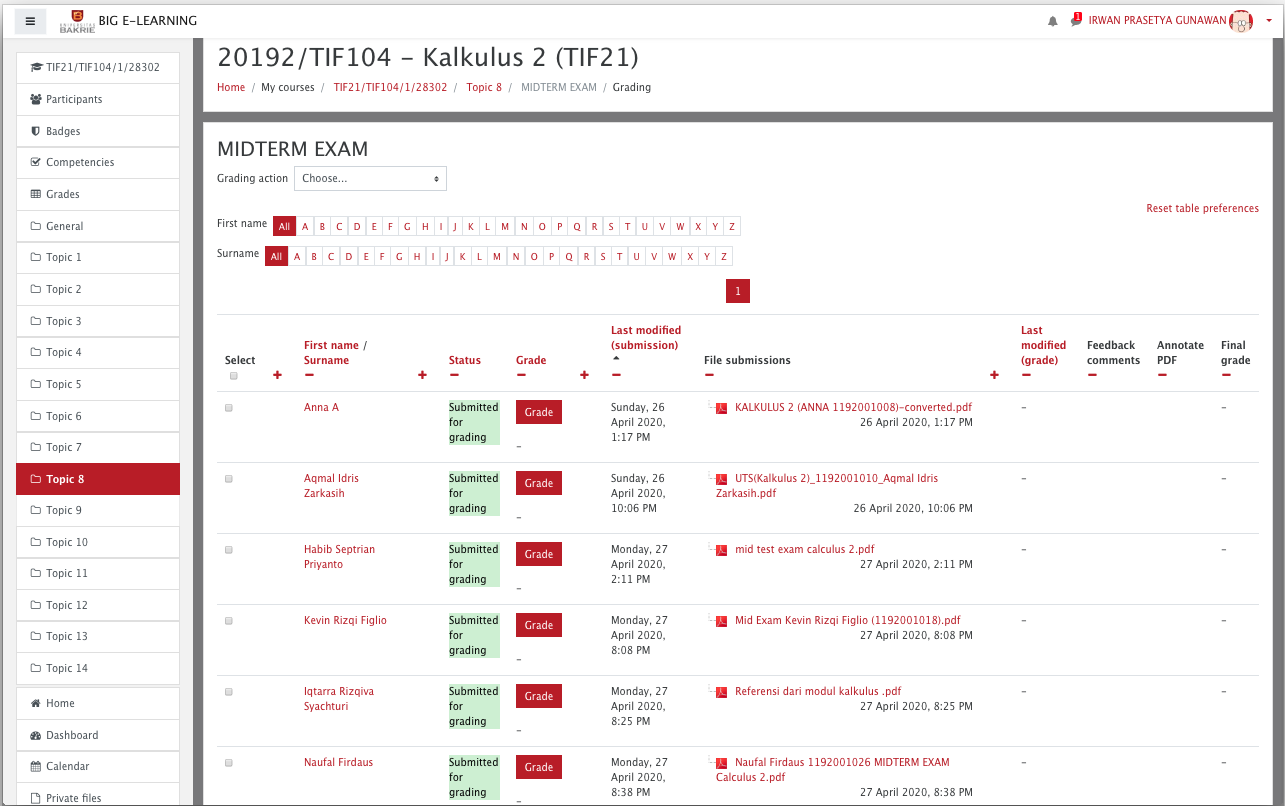 UNIVERSITAS
BAKRIE
BIG E-LEARNING
1
IRWAN PRASETYA GUNAWAN
TIF21/TIF104/1/28302
Participants
Badges
Competencies
Grades
General
Topic 1
Topic 2
Topic 3
Topic 4
Topic 5
Topic 6
Topic 7
Topic 8
Topic 9
Topic 10
Topic 11
Topic 12
Topic 13
Topic 14
Home
Dashboard
Calendar
Private files
20192/TIF104 - Kalkulus 2 (TIF21)
Home / My courses / TIF21/TIF104/1/28302 / Topic 8 / MIDTERM EXAM / Grading
MIDTERM EXAM
Grading action Choose...
Reset table preferences
First name All A B C D E F G H I J K L M N O P Q R S T U V W X Y Z
Surname All A B C D E F G H I J K L M N O P Q R S T U V W X Y Z
1
Select
First name /
Surname
Status
Grade
Last modified
(submission)
File submissions
Last
modified
(grade)
Feedback
comments
Annotate
PDF
Final
grade
Anna A
Submitted
for
grading
Grade
-
Sunday, 26
April 2020,
1:17 PM
KALKULUS 2 (ANNA 1192001008)-converted.pdf
26 April 2020, 1:17 PM
-
-
Aqmal Idris
Zarkasih
Submitted
for
grading
Grade
-
Sunday, 26
April 2020,
10:06 PM
UTS(Kalkulus 2)_1192001010_Aqmal Idris
Zarkasih.pdf
26 April 2020, 10:06 PM
-
-
Habib Septrian
Priyanto
Submitted
for
grading
Grade
-
Monday, 27
April 2020,
2:11 PM
mid test exam calculus 2.pdf
27 April 2020, 2:11 PM
-
-
Kevin Rizqi Figlio
Submitted
for
grading
Grade
-
Monday, 27
April 2020,
8:08 PM
Mid Exam Kevin Rizqi Figlio (1192001018).pdf
27 April 2020, 8:08 PM
-
-
Iqtarra Rizqiva
Syachturi
Submitted
for
grading
Grade
-
Monday, 27
April 2020,
8:25 PM
Referensi dari modul kalkulus .pdf
27 April 2020, 8:25 PM
-
-
Naufal Firdaus
Submitted
for
grading
Grade
-
Monday, 27
April 2020,
8:38 PM
Naufal Firdaus 1192001026 MIDTERM EXAM
Calculus 2.pdf
27 April 2020, 8:38 PM
-
-